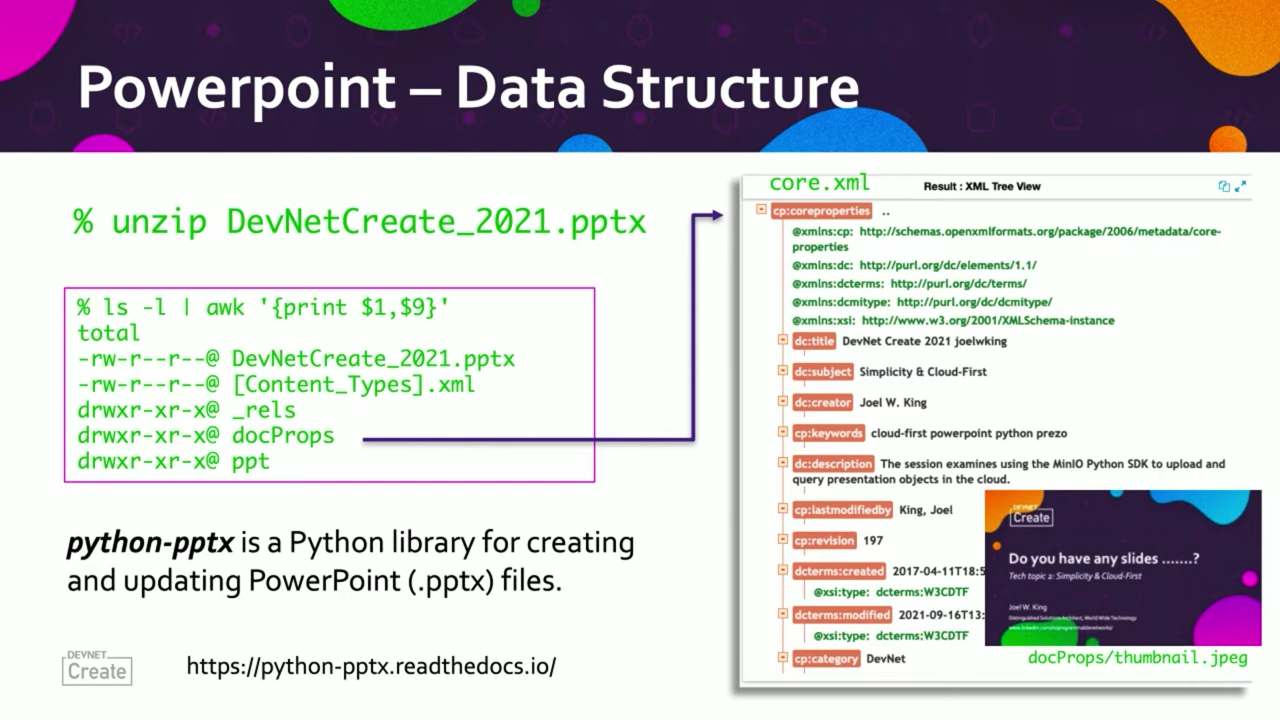 Powerpoint – Data Structure
% unzip DevNetCreate_2021.pptx
% ls -l | awk '{print $1,$9}'
total
-rw-r--r--@ DevNetCreate_2021.pptx
-rw-r--r--@ [Content_Types].xml
drwxr-xr-x@ _rels
drwxr-xr-x@ docProps
drwxr-xr-x@ ppt
python-pptx is a Python library for creating
and updating PowerPoint (.pptx) files.
DEVNET
Create
https://python-pptx.readthedocs.io/
core.xml
Result : XML Tree View
cp:coreproperties ..
@xmlns:cp: http://schemas.openxmlformats.org/package/2006/metadata/core-
properties
@xmlns:dc: http://purl.org/dc/elements/1.1/
@xmlns:dcterms: http://purl.org/dc/terms/
@xmlns:dcmitype: http://purl.org/dc/dcmitype/
@xmlns:xsi: http://www.w3.org/2001/XMLSchema-instance
dc:title DevNet Create 2021 joelwking
dc:subject Simplicity & Cloud-First
dc:creator Joel W. King
cp:keywords cloud-first powerpoint python prezo
dc:description The session examines using the MinIO Python SDK to upload and
query presentation objects in the cloud.
cp:lastmodifiedby King, Joel
cp:revision 197
dcterms:created 2017-04-11T18:5
@xsi:type: dcterms:W3CDTF
dcterms:modified 2021-09-16T13:
@xsi:type: dcterms:W3CDTF
cp:category DevNet
DEVNET
Create
Do you have any slides .......?
Tech topic 2: Simplicity & Cloud-First
Joel W. King
Distinguished Solutions Architect, World Wide Technology
docProps/thumbnail.jpeg